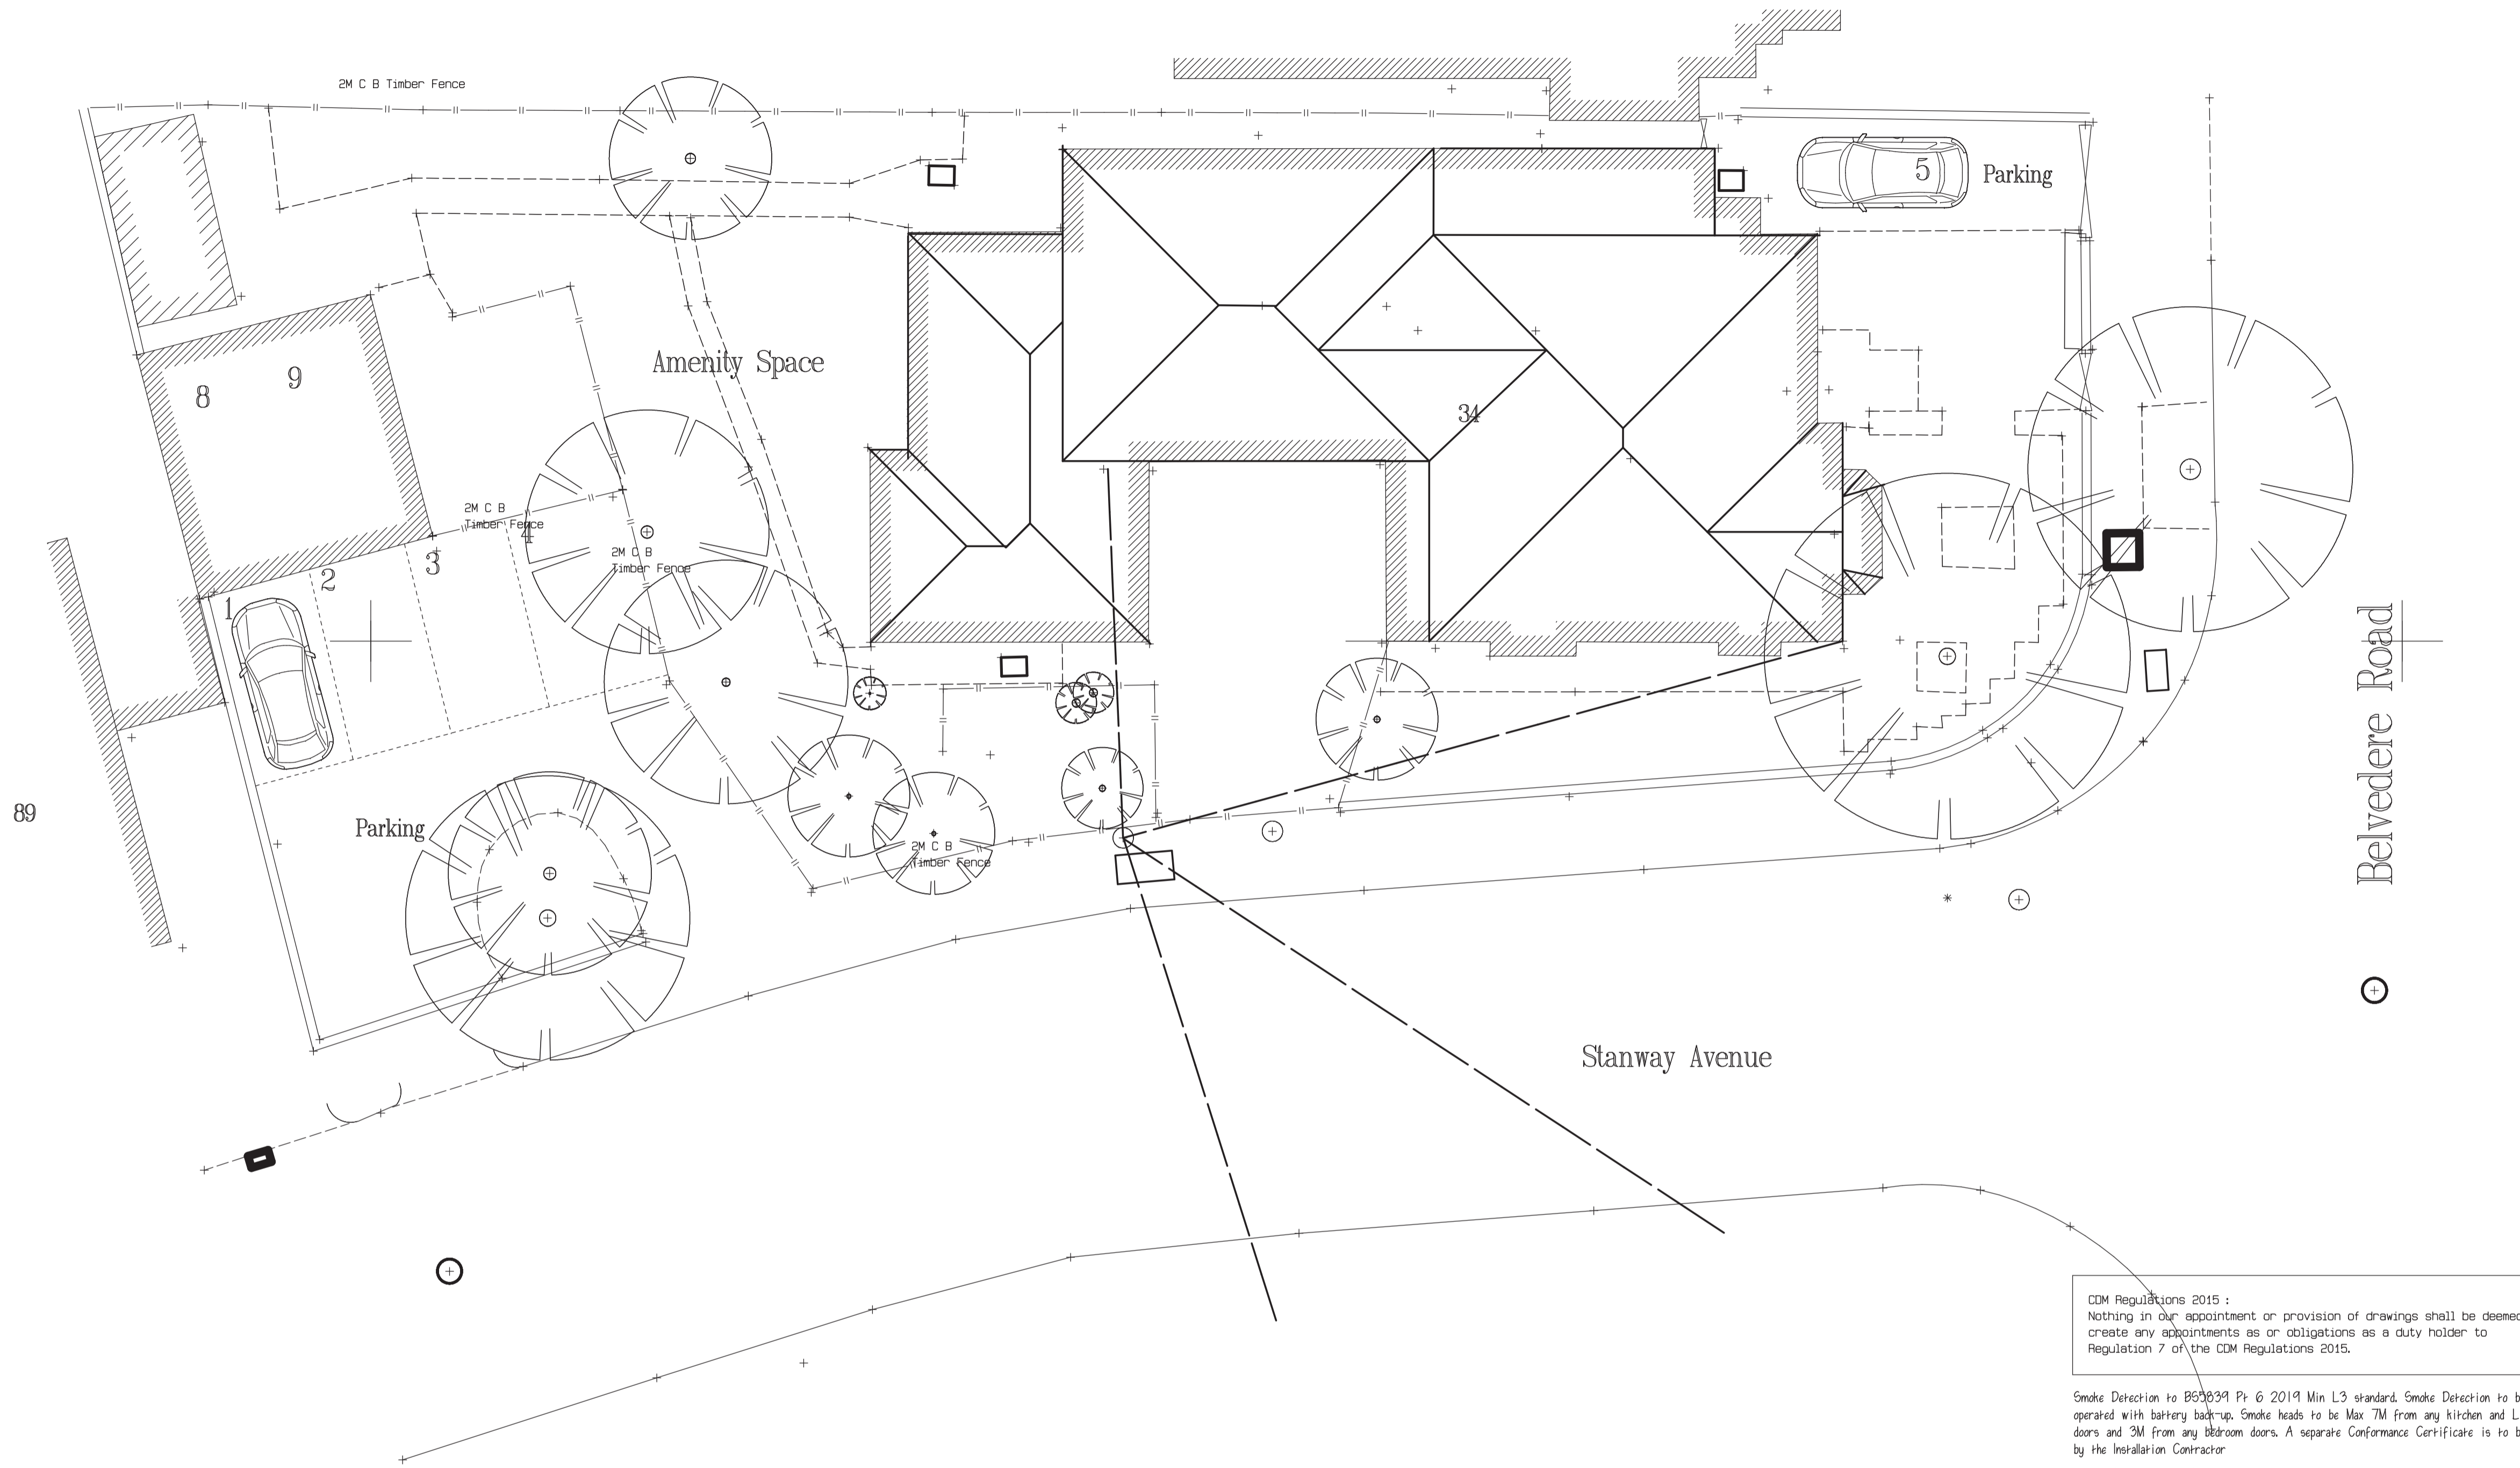 2M C B Timber Fence
5
Parking
Amenity Space
8
9
34
2M C B
Timber Fence
4
3
2
1
2M C B
Timber Fence
Belvedere Road
89
Parking
2M C B
Timber Fence
Stanway Avenue
CDM Regulations 2015 :
Nothing in our appointment or provision of drawings shall be deemed
create any appointments as or obligations as a duty holder to
Regulation 7 of the CDM Regulations 2015.
Smoke Detection to BS5839 Pt 6 2019 Min L3 standard. Smoke Detection to
operated with battery back-up. Smoke heads to be Max 7M from any kitchen and
doors and 3M from any bedroom doors. A separate Conformance Certificate is to
by the Installation Contractor